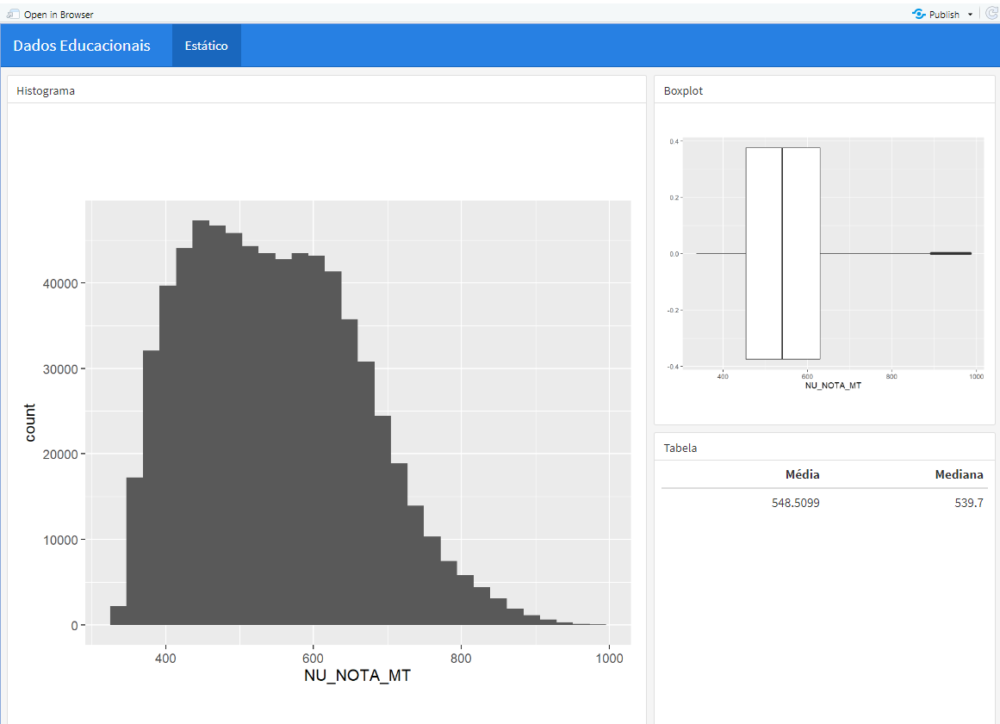 Open in Browser
Publish
Dados Educacionais
Estático
Histograma
40000
30000
20000
10000
0
count
400 600 800 1000
NU_NOTA_MT
Boxplot
0.4
0.2
0.0
-0.2
-0.4
400 600 800 1000
NU_NOTA_MT
Tabela
Média Mediana
548.5099 539.7